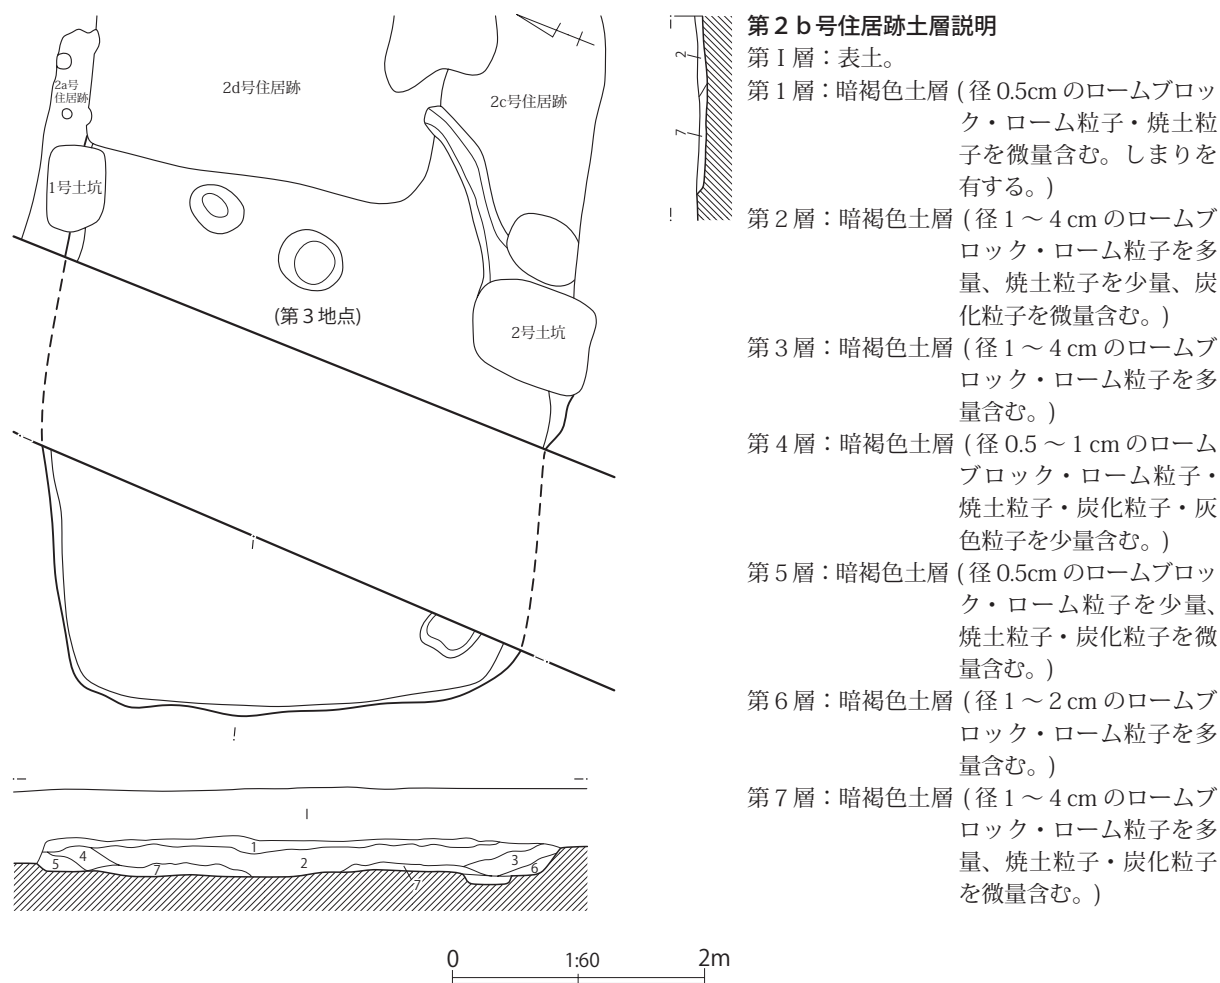 2a号
住居跡
2d号住居跡
2c号住居跡
1号土坑
(第３地点)
2号土坑
2
7
I
1
4
5
7
2
3
6
7
0
1:60
2m
第２ｂ号住居跡土層説明
第Ⅰ層：表土。
第１層：暗褐色土層 (径 0.5cm のロームブロッ
ク・ローム粒子・焼土粒
子を微量含む。しまりを
有する。)
第２層：暗褐色土層 (径１～４cm のロームブ
ロック・ローム粒子を多
量、焼土粒子を少量、炭
化粒子を微量含む。)
第３層：暗褐色土層 (径１～４cm のロームブ
ロック・ローム粒子を多
量含む。)
第４層：暗褐色土層 (径 0.5 ～１cm のローム
ブロック・ローム粒子・
焼土粒子・炭化粒子・灰
色粒子を少量含む。)
第５層：暗褐色土層 (径 0.5cm のロームブロッ
ク・ローム粒子を少量、
焼土粒子・炭化粒子を微
量含む。)
第６層：暗褐色土層 (径１～２cm のロームブ
ロック・ローム粒子を多
量含む。)
第７層：暗褐色土層 (径１～４cm のロームブ
ロック・ローム粒子を多
量、焼土粒子・炭化粒子
を微量含む。)